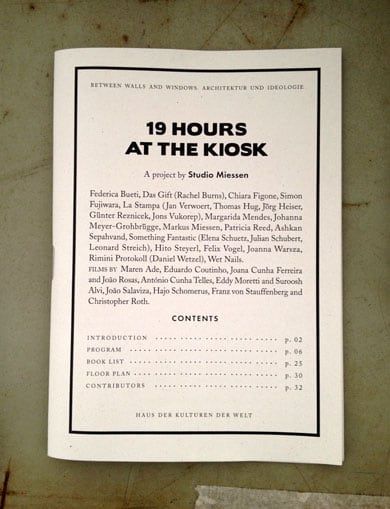 BETWEEN WALLS AND WINDOWS. ARCHITEKTUR UND IDEOLOGIE
19 HOURS
AT THE KIOSK
A project by Studio Miessen
Federica Bueti, Das Gift (Rachel Burns), Chiara Figone, Simon
Fujiwara, La Stampa (Jan Verwoert, Thomas Hug, Jörg Heiser,
Günter Reznicek, Jons Vukorep), Margarida Mendes, Johanna
Meyer-Grohbrügge, Markus Miessen, Patricia Reed, Ashkan
Sepahvand, Something Fantastic (Elena Schuetz, Julian Schubert,
Leonard Streich), Hito Steyerl, Felix Vogel, Joanna Warsza,
Rimini Protokoll (Daniel Wetzel), Wet Nails.
FILMS BY Maren Ade, Eduardo Coutinho, Joana Cunha Ferreira
and João Rosas, António Cunha Telles, Eddy Moretti and Suroosh
Alvi, João Salaviza, Hajo Schomerus, Franz von Stauffenberg and
Christopher Roth.
CONTENTS
INTRODUCTION p. 02
PROGRAM p. 06
BOOK LIST p. 25
FLOOR PLAN p. 30
CONTRIBUTORS p. 32
HAUS DER KULTUREN DER WELT